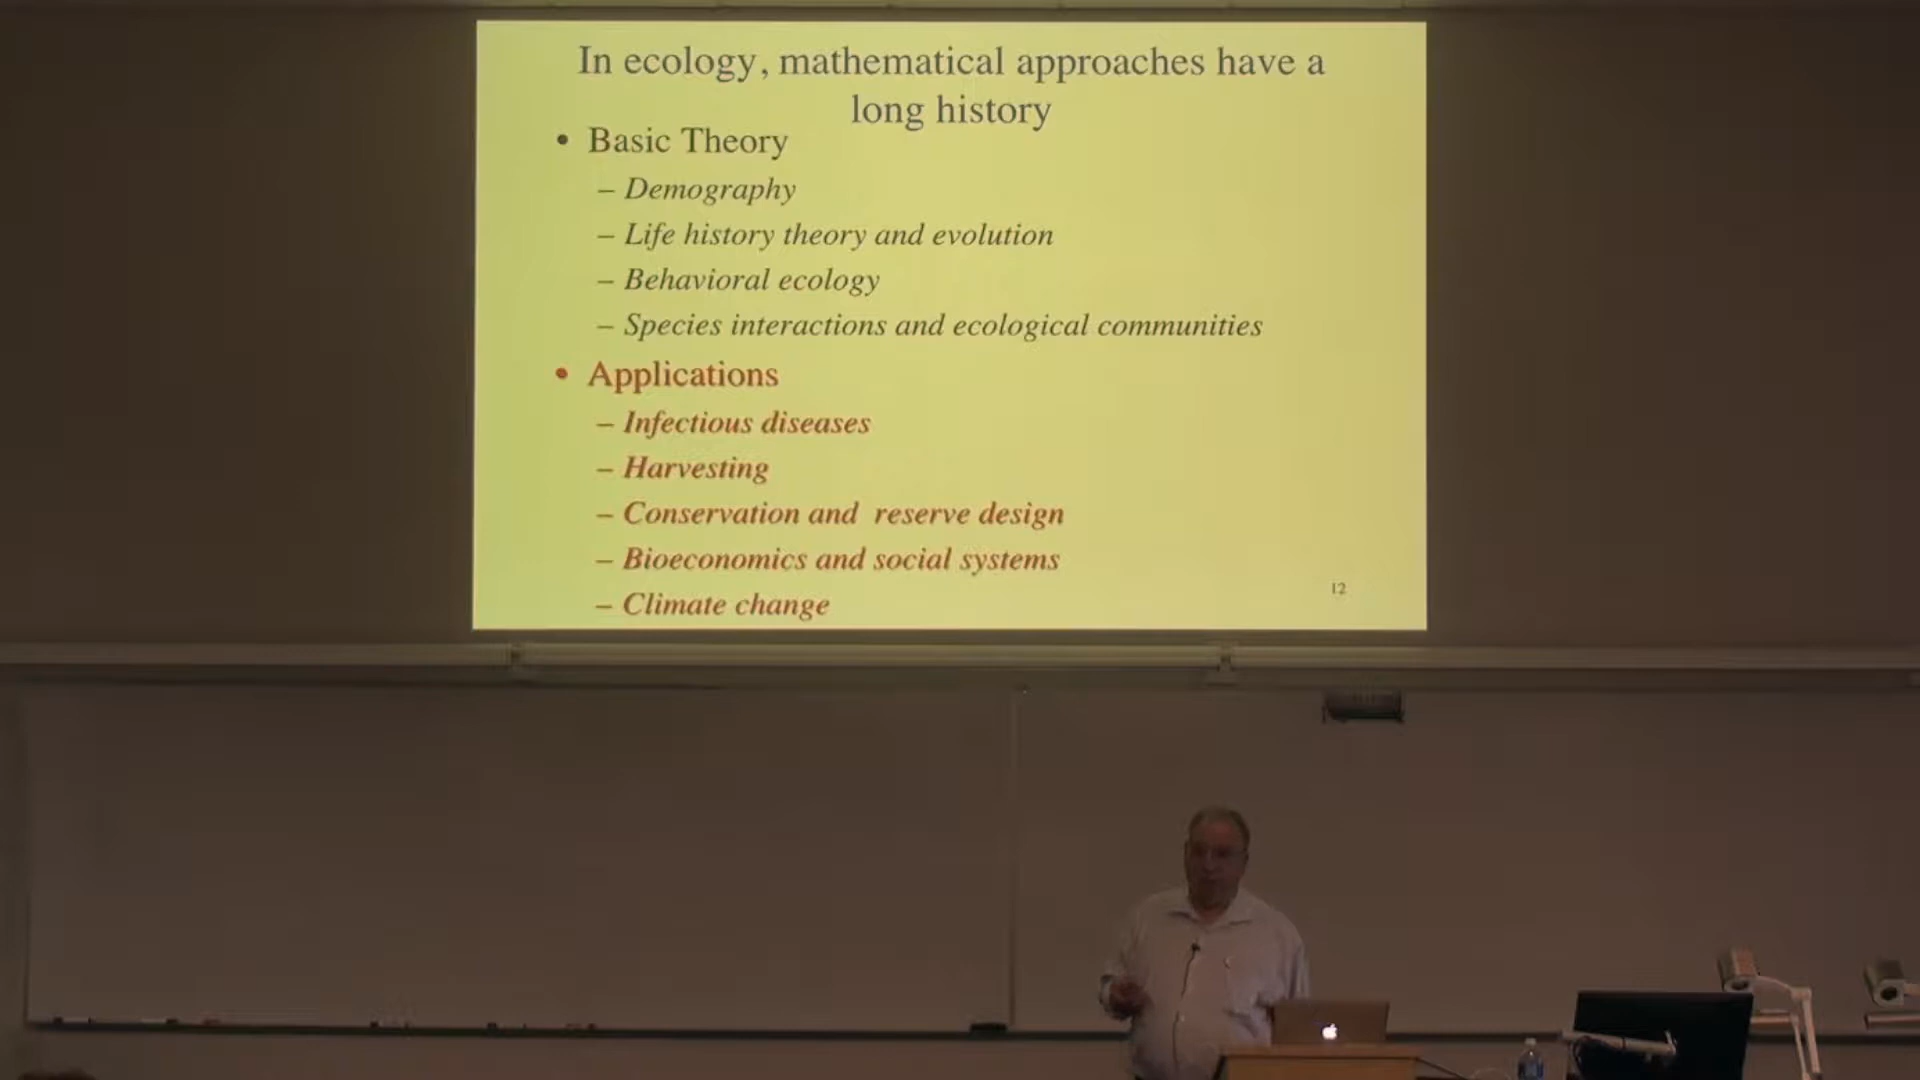 In ecology, mathematical approaches have a
long history
• Basic Theory
– Demography
– Life history theory and evolution
– Behavioral ecology
– Species interactions and ecological communities
• Applications
– Infectious diseases
– Harvesting
– Conservation and  reserve design
– Bioeconomics and social systems
– Climate change
12